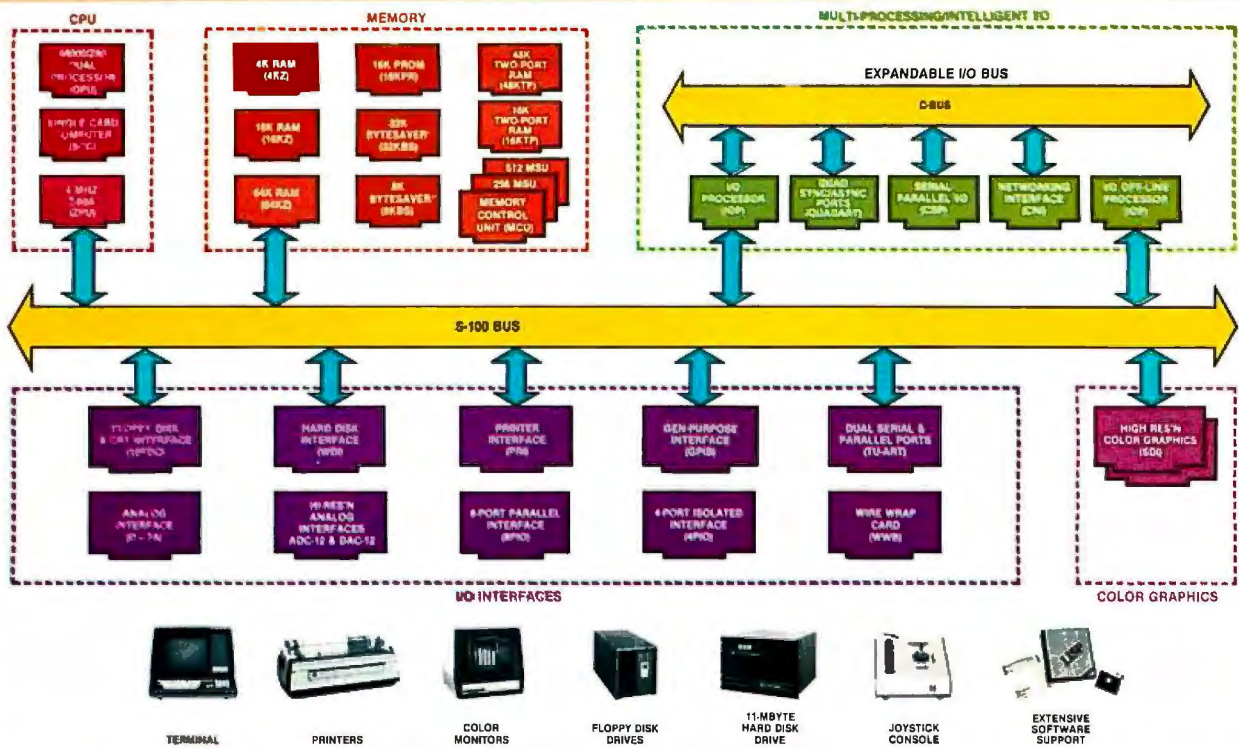 CPU
68000/Z80
DUAL
PROCESSOR
(DPU)
SINGLE CARD
COMPUTER
(SCC)
4 MHZ
Z-80A
(ZPU)
MEMORY
4K RAM
(4KZ)
16K PROM
(16KPR)
48K
TWO-PORT
RAM
(48KTP)
16K RAM
(16KZ)
32K
BYTESAVER
(32KBS)
16K
TWO-PORT
RAM
(16KTP)
64K RAM
(64KZ)
8K
BYTESAVER
(8KBS)
512 MSU
256 MSU
MEMORY
CONTROL
UNIT (MCU)
MULTI-PROCESSING/INTELLIGENT I/O
EXPANDABLE I/O BUS
C-BUS
I/O
PROCESSOR
(IOP)
QUAD
SYNC/ASYNC
PORTS
(QUADART)
SERIAL
PARALLEL I/O
(CSP)
NETWORKING
INTERFACE
(CNI)
I/O OFF-LINE
PROCESSOR
S-100 BUS
FLOPPY DISK
& CRT INTERFACE
(16FDC)
HARD DISK
INTERFACE
(WDI)
PRINTER
INTERFACE
(PRI)
GEN-PURPOSE
INTERFACE
(GPIB)
DUAL SERIAL &
PARALLEL PORTS
(TU-ART)
HIGH RES'N
COLOR GRAPHICS
(SDI)
ANALOG
INTERFACE
(D + 7A)
HI-RES'N
ANALOG
INTERFACES
ADC-12 & DAC-12
8-PORT PARALLEL
INTERFACE
(8PIO)
4-PORT ISOLATED
INTERFACE
(4PIO)
WIRE WRAP
CARD
(WWB)
I/O INTERFACES
COLOR GRAPHICS
TERMINAL
PRINTERS
COLOR
MONITORS
FLOPPY DISK
DRIVES
11-MBYTE
HARD DISK
DRIVE
JOYSTICK
CONSOLE
EXTENSIVE
SOFTWARE
SUPPORT